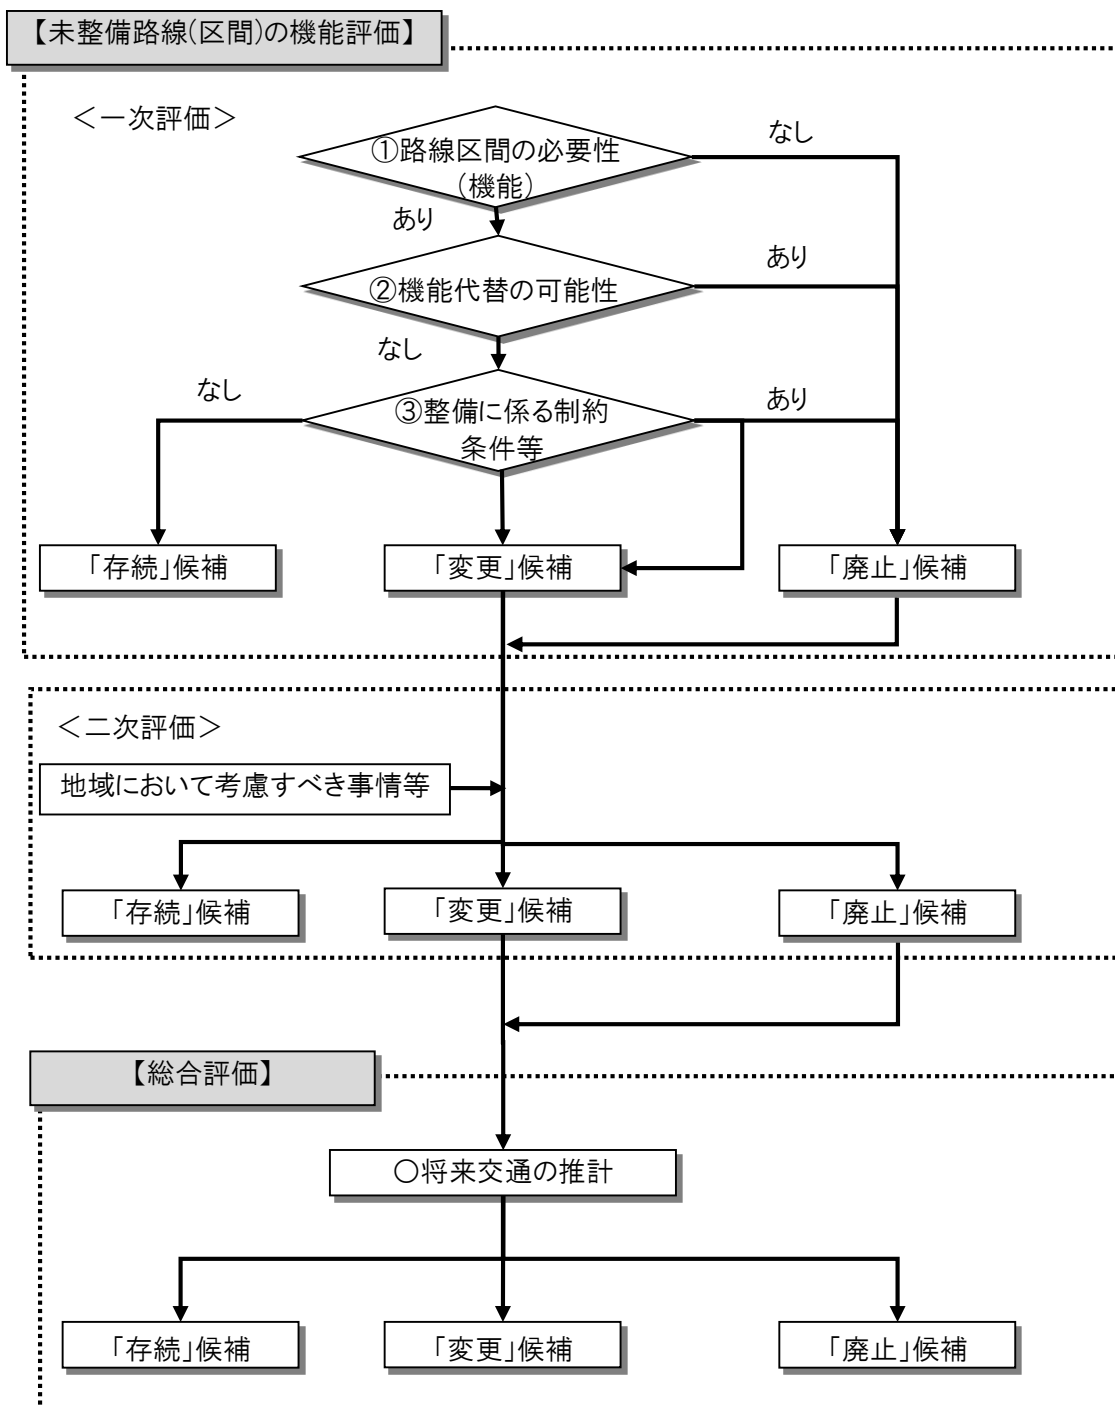 【未整備路線(区間)の機能評価】
＜一次評価＞
なし
①路線区間の必要性
(機能)
あり
あり
②機能代替の可能性
なし
なし
あり
③整備に係る制約
条件等
「存続」候補
「変更」候補
「廃止」候補
＜二次評価＞
地域において考慮すべき事情等
「存続」候補
「変更」候補
「廃止」候補
【総合評価】
○将来交通の推計
「存続」候補
「変更」候補
「廃止」候補